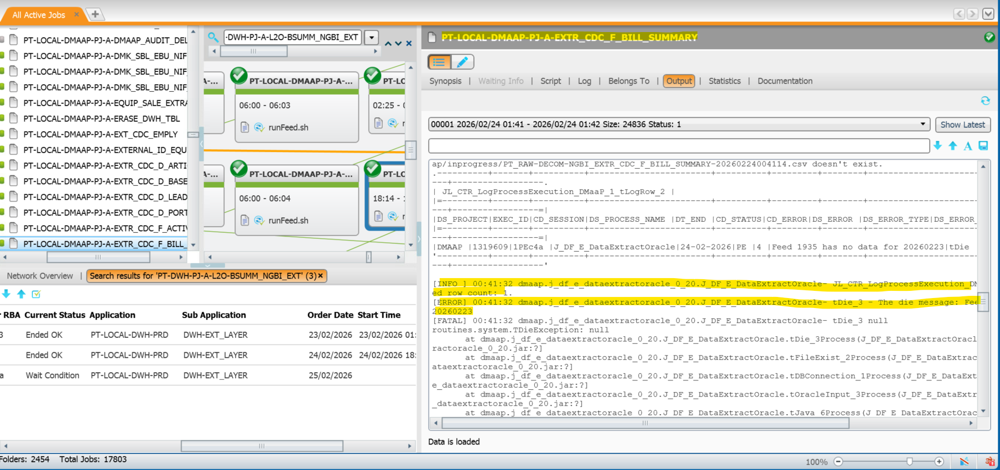 All Active Jobs
PT-LOCAL-DMAAP-PJ-A-DMAAP_AUDIT_DEL
PT-LOCAL-DMAAP-PJ-A-DMK_SBL_EBU_NIF
PT-LOCAL-DMAAP-PJ-A-DMK_SBL_EBU_NIF_
PT-LOCAL-DMAAP-PJ-A-DMK_SBL_EBU_NIF_
PT-LOCAL-DMAAP-PJ-A-EQUIP_SALE_EXTRA
PT-LOCAL-DMAAP-PJ-A-ERASE_DWH_TBL
PT-LOCAL-DMAAP-PJ-A-EXT_CDC_EMPLY
PT-LOCAL-DMAAP-PJ-A-EXTERNAL_ID_EQU
PT-LOCAL-DMAAP-PJ-A-EXTR_CDC_D_ARTI
PT-LOCAL-DMAAP-PJ-A-EXTR_CDC_D_BASE
PT-LOCAL-DMAAP-PJ-A-EXTR_CDC_D_LEAD
PT-LOCAL-DMAAP-PJ-A-EXTR_CDC_D_PORT
PT-LOCAL-DMAAP-PJ-A-EXTR_CDC_F_ACTIV
PT-LOCAL-DMAAP-PJ-A-EXTR_CDC_F_BILL_
-DWH-PJ-A-L2O-BSUMM_NGBI_EXT
A-...
PT-LOCAL-DMAAP-PJ-A-...
PT-LC
06:00 - 06:03
02:25 - 0
runFeed.sh
A-...
PT-LOCAL-DMAAP-PJ-A-...
PT-LC
06:00 - 06:04
18:14 - 1
runFeed.sh
Network Overview | Search results for 'PT-DWH-PJ-A-L2O-BSUMM_NGBI_EXT' (3)
r RBA Current Status Application Sub Application Order Date Start Time
3 Ended OK PT-LOCAL-DWH-PRD DWH-EXT_LAYER 23/02/2026 23/02/2026 01:
Ended OK PT-LOCAL-DWH-PRD DWH-EXT_LAYER 24/02/2026 24/02/2026 18:
a Wait Condition PT-LOCAL-DWH-PRD DWH-EXT_LAYER 25/02/2026
PT-LOCAL-DMAAP-PJ-A-EXTR_CDC_F_BILL_SUMMARY
Synopsis | Waiting Info | Script | Log | Belongs To | Output | Statistics | Documentation
00001 2026/02/24 01:41 - 2026/02/24 01:42 Size: 24836 Status: 1
Show Latest
A
ap/inprogress/PT_RAW-DECOM-NGBI_EXTR_CDC_F_BILL_SUMMARY-20260224004114.csv doesn't exist.
| JL_CTR_LogProcessExecution_DMaaP_1_tLogRow_2 |
|DS_PROJECT|EXEC_ID|CD_SESSION|DS_PROCESS_NAME |DT_END |CD_STATUS|CD_ERROR|DS_ERROR |DS_ERROR_TYPE|DS_ERROR_
|DMAAP |1319609|1PEc4a |J_DF_E_DataExtractOracle|24-02-2026|PE |4 |Feed 1935 has no data for 20260223|tDie
[INFO ] 00:41:32 dmaap.j_df_e_dataextractoracle_0_20.J_DF_E_DataExtractOracle- JL_CTR_LogProcessExecution_DM
ed row count: 1.
[ERROR] 00:41:32 dmaap.j_df_e_dataextractoracle_0_20.J_DF_E_DataExtractOracle- tDie_3 - The die message: Fee
20260223
[FATAL] 00:41:32 dmaap.j_df_e_dataextractoracle_0_20.J_DF_E_DataExtractOracle- tDie_3 null
routines.system.TDieException: null
at dmaap.j_df_e_dataextractoracle_0_20.J_DF_E_DataExtractOracle.tDie_3Process(J_DF_E_DataExtractOracl
ractoracle_0_20.jar:?]
at dmaap.j_df_e_dataextractoracle_0_20.J_DF_E_DataExtractOracle.tFileExist_2Process(J_DF_E_DataExtrac
ataextractoracle_0_20.jar:?]
at dmaap.j_df_e_dataextractoracle_0_20.J_DF_E_DataExtractOracle.tDBConnection_1Process(J_DF_E_DataExt
e_dataextractoracle_0_20.jar:?]
at dmaap.j_df_e_dataextractoracle_0_20.J_DF_E_DataExtractOracle.tOracleInput_3Process(J_DF_E_DataExtr
_dataextractoracle_0_20.jar:?]
at dmaap.j_df_e_dataextractoracle_0_20.J_DF_E_DataExtractOracle.tJava_6Process(J_DF_E_DataExtractOrac
Data is loaded
Folders: 2454 Total Jobs: 17803
100%